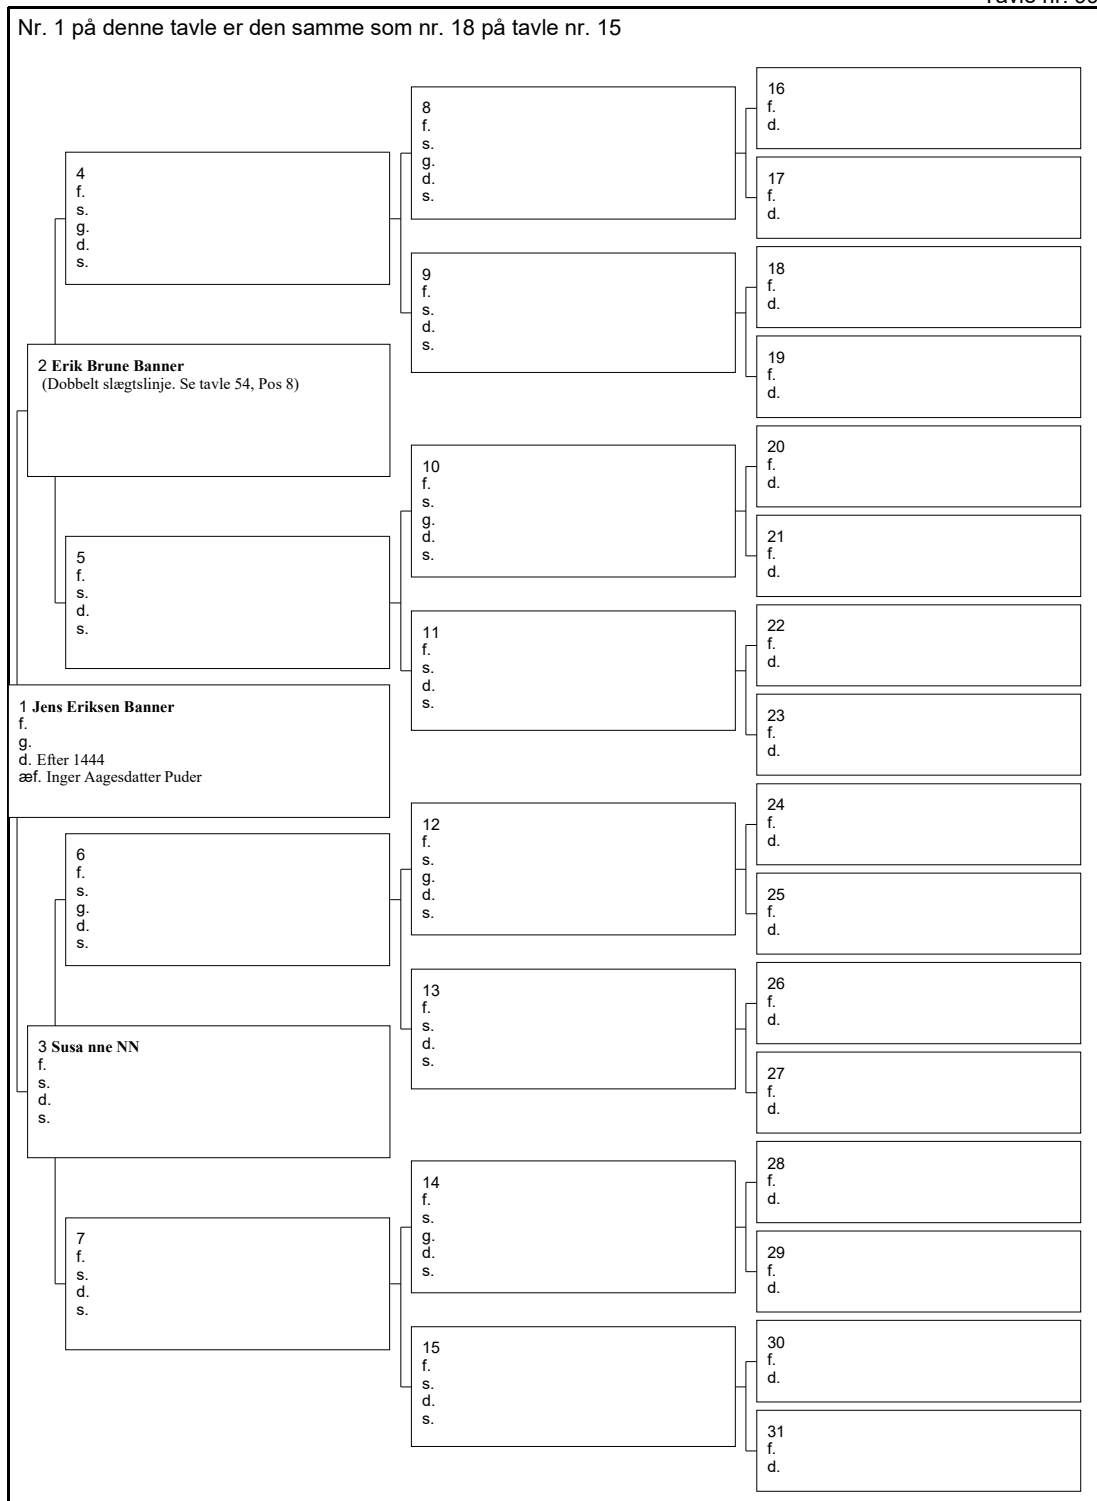 Nr. 1 på denne tavle er den samme som nr. 18 på tavle nr. 15
16
f.
d.
8
f.
s.
g.
d.
s.
17
f.
d.
4
f.
s.
g.
d.
s.
18
f.
d.
9
f.
s.
d.
s.
19
f.
d.
2 Erik Brune Banner
(Dobbelt slægtslinje. Se tavle 54, Pos 8)
20
f.
d.
10
f.
s.
g.
d.
s.
21
f.
d.
5
f.
s.
d.
s.
22
f.
d.
11
f.
s.
d.
s.
23
f.
d.
1 Jens Eriksen Banner
f.
g.
d. Efter 1444
æf. Inger Aagesdatter Puder
24
f.
d.
12
f.
s.
g.
d.
s.
25
f.
d.
6
f.
s.
g.
d.
s.
26
f.
d.
13
f.
s.
d.
s.
27
f.
d.
3 Susa nne NN
f.
s.
d.
s.
28
f.
d.
14
f.
s.
g.
d.
s.
29
f.
d.
7
f.
s.
d.
s.
30
f.
d.
15
f.
s.
d.
s.
31
f.
d.